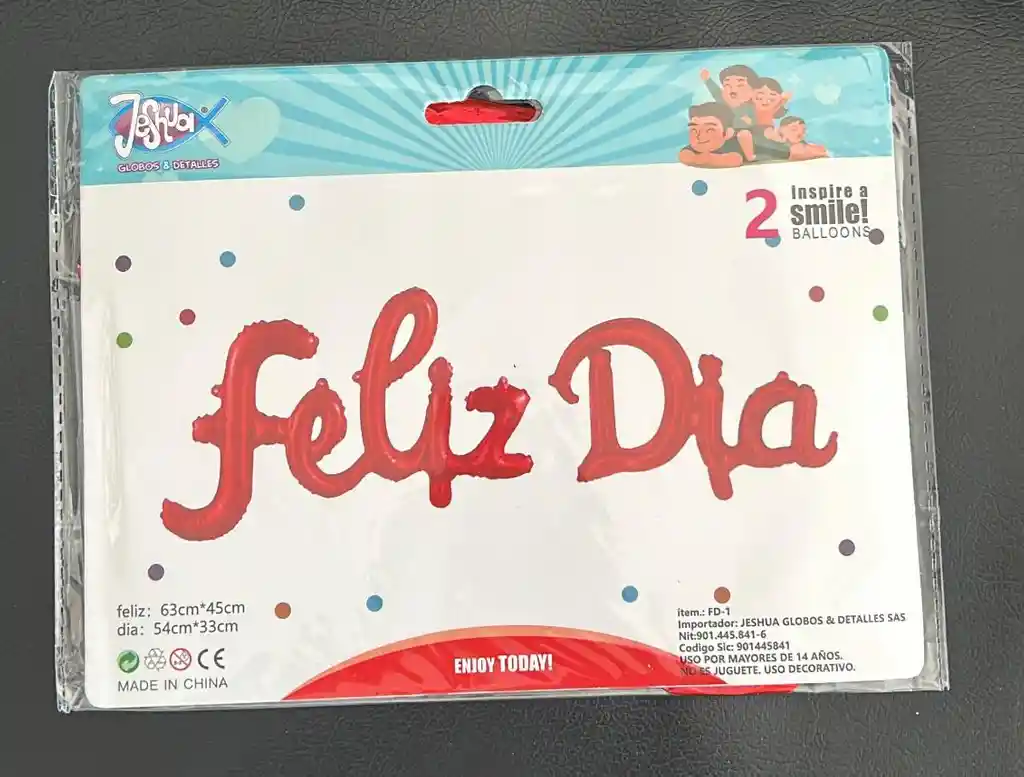 Jeshua
GLOBOS & DETALLES
2 inspire a
smile!
BALLOONS
feliz Dia
feliz: 63cm*45cm
dia: 54cm*33cm
CE
MADE IN CHINA
ENJOY TODAY!
item.: FD-1
Importador: JESHUA GLOBOS & DETALLES SAS
Nit:901.445.841-6
Codigo Sic: 901445841
USO POR MAYORES DE 14 AÑOS.
NO ES JUGUETE. USO DECORATIVO.